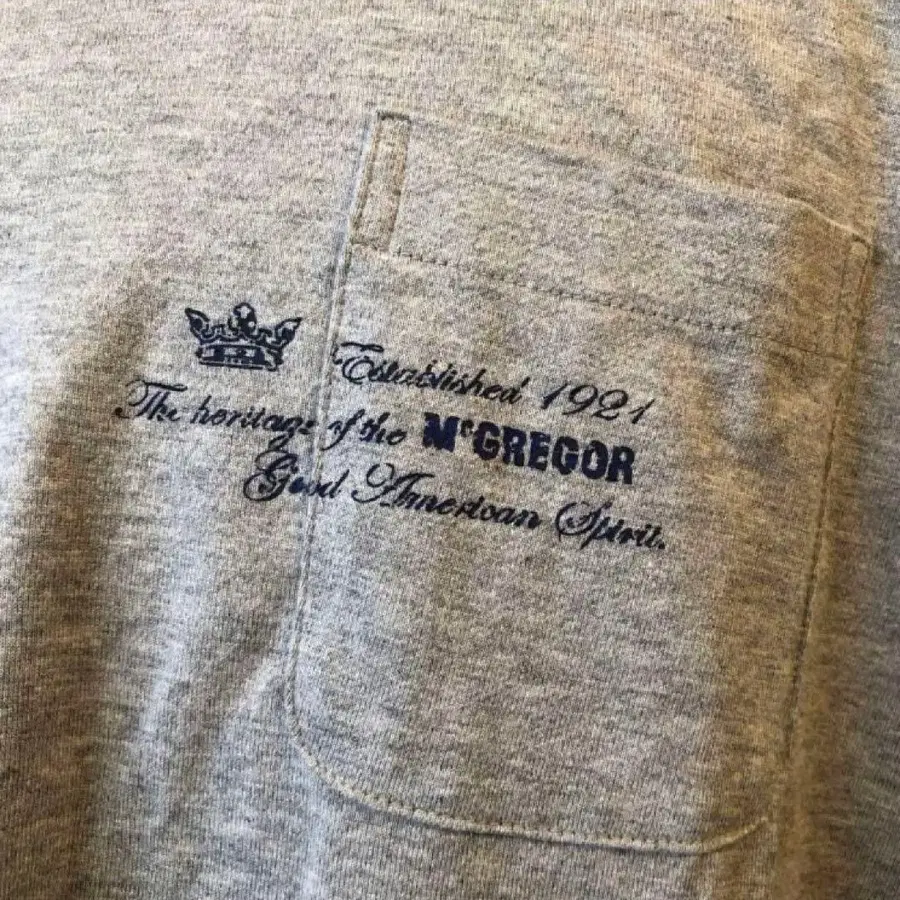 Established 1921
The heritage of the McGREGOR
Good American Spirit.